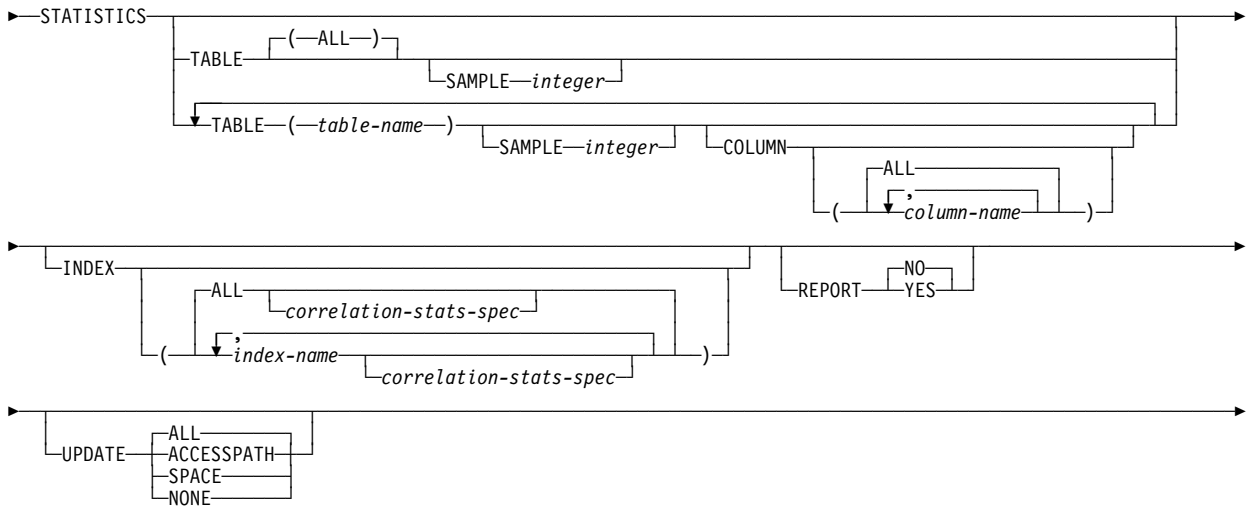 STATISTICS
( ALL )
TABLE
SAMPLE integer
TABLE ( table-name )
SAMPLE integer
COLUMN
ALL
,
( column-name )
INDEX
ALL
correlation-stats-spec
,
( index-name )
correlation-stats-spec
REPORT
NO
YES
UPDATE
ALL
ACCESSPATH
SPACE
NONE